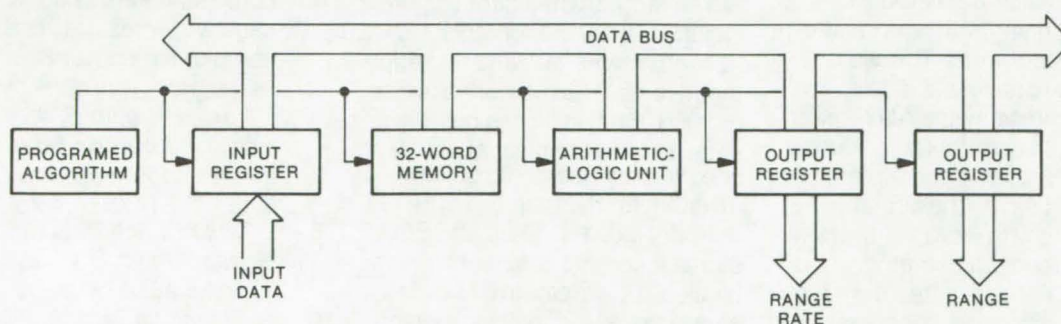 DATA BUS
PROGRAMED
ALGORITHM
INPUT
REGISTER
32-WORD
MEMORY
ARITHMETIC-
LOGIC UNIT
OUTPUT
REGISTER
OUTPUT
REGISTER
INPUT
DATA
RANGE
RATE
RANGE